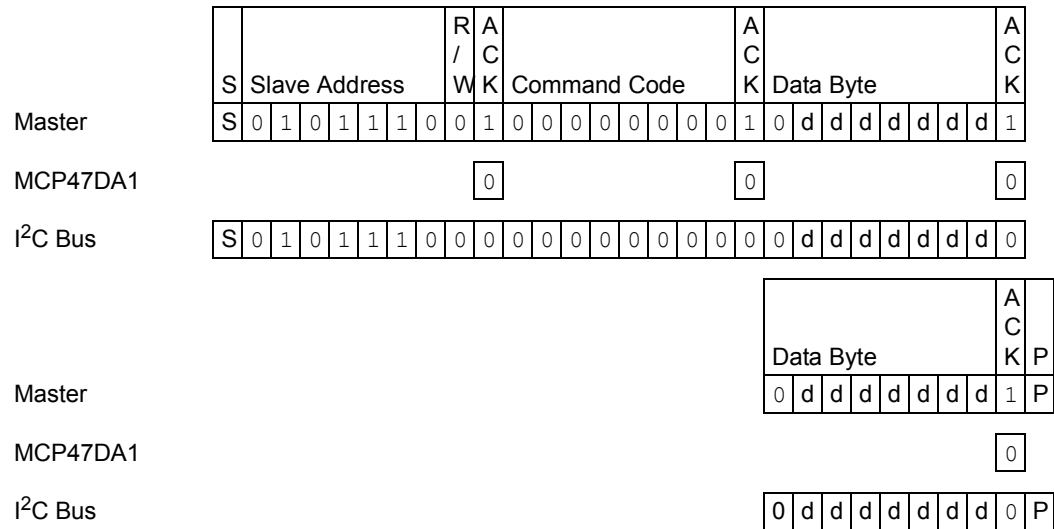 R A A A
/ C C C
S Slave Address W K Command Code K Data Byte K
Master S 0 1 0 1 1 1 0 0 1 0 0 0 0 0 0 0 0 1 0 d d d d d d d 1
MCP47DA1 0 0 0
I²C Bus S 0 1 0 1 1 1 0 0 0 0 0 0 0 0 0 0 0 0 0 d d d d d d d 0
A
C
Data Byte K P
Master 0 d d d d d d d 1 P
MCP47DA1 0
I²C Bus 0 d d d d d d d 0 P